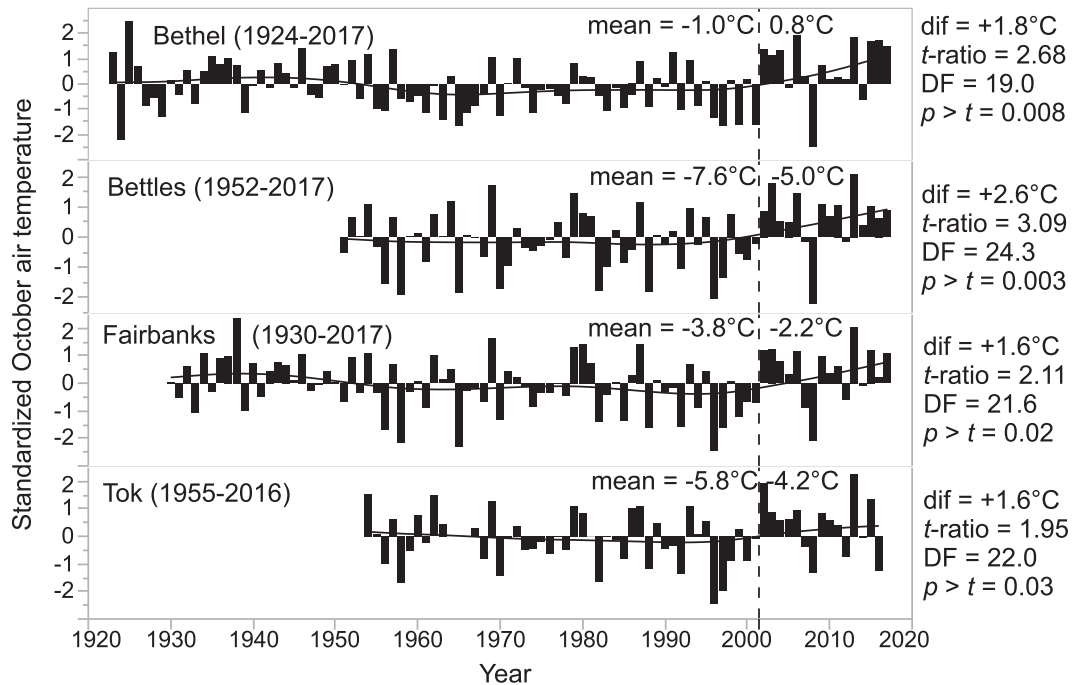 Standardized October air temperature
Bethel (1924-2017)
mean = -1.0°C 0.8°C
2
1
0
-1
-2
dif = +1.8°C
t-ratio = 2.68
DF = 19.0
p > t = 0.008
Bettles (1952-2017)
mean = -7.6°C -5.0°C
2
1
0
-1
-2
dif = +2.6°C
t-ratio = 3.09
DF = 24.3
p > t = 0.003
Fairbanks (1930-2017)
mean = -3.8°C -2.2°C
2
1
0
-1
-2
dif = +1.6°C
t-ratio = 2.11
DF = 21.6
p > t = 0.02
Tok (1955-2016)
mean = -5.8°C -4.2°C
2
1
0
-1
-2
dif = +1.6°C
t-ratio = 1.95
DF = 22.0
p > t = 0.03
1920 1930 1940 1950 1960 1970 1980 1990 2000 2010 2020
Year